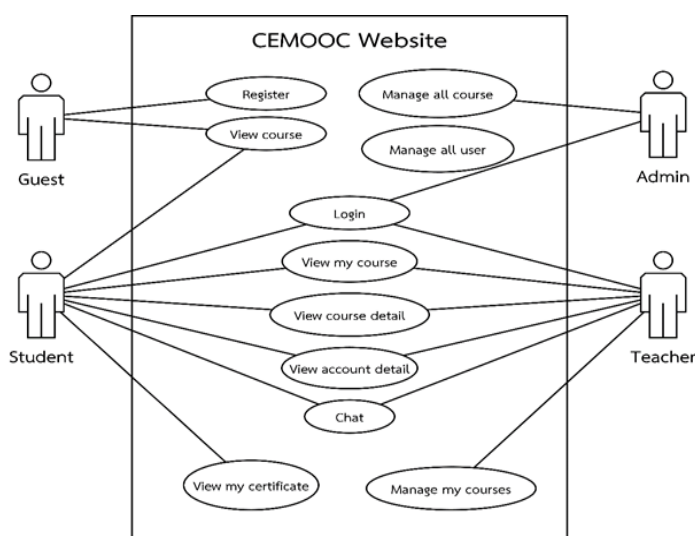 CEMOOC Website
Register
Manage all course
View course
Manage all user
Guest
Admin
Login
View my course
View course detail
Student
Teacher
View account detail
Chat
View my certificate
Manage my courses